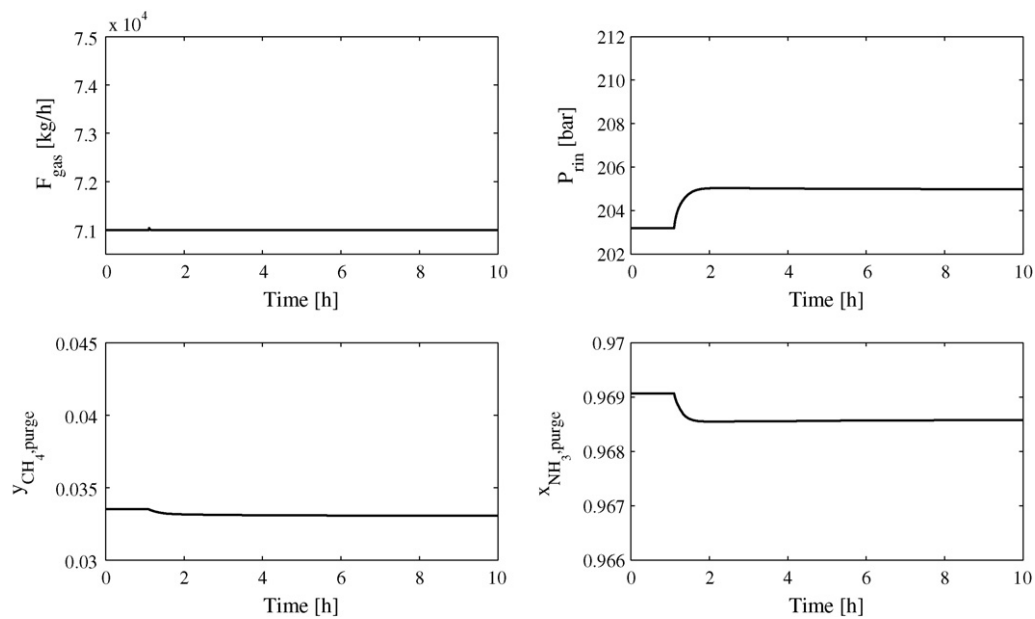 x 10⁴
7.5
7.4
7.3
7.2
7.1
F_gas [kg/h]
0 2 4 6 8 10
Time [h]
212
210
208
206
204
202
P_rin [bar]
0 2 4 6 8 10
Time [h]
0.045
0.04
0.035
0.03
y_CH₄,purge
0 2 4 6 8 10
Time [h]
0.97
0.969
0.968
0.967
0.966
x_NH₃,purge
0 2 4 6 8 10
Time [h]